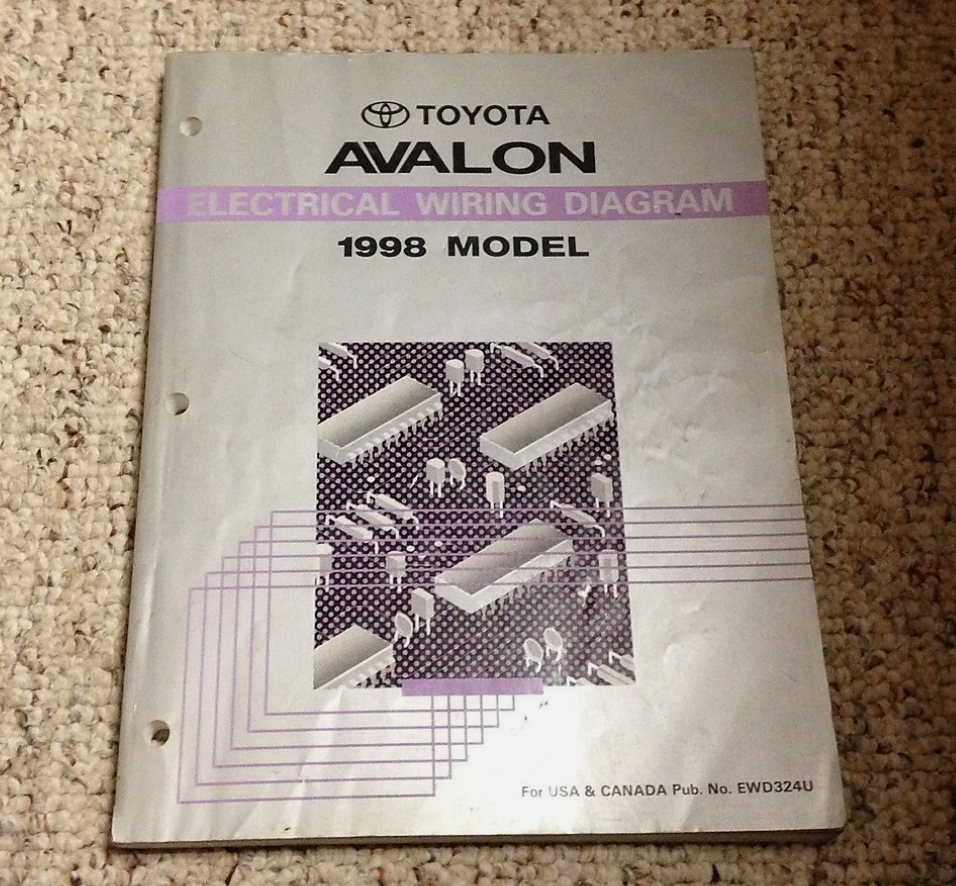 TOYOTA
AVALON
ELECTRICAL WIRING DIAGRAM
1998 MODEL
For USA & CANADA Pub. No. EWD324U